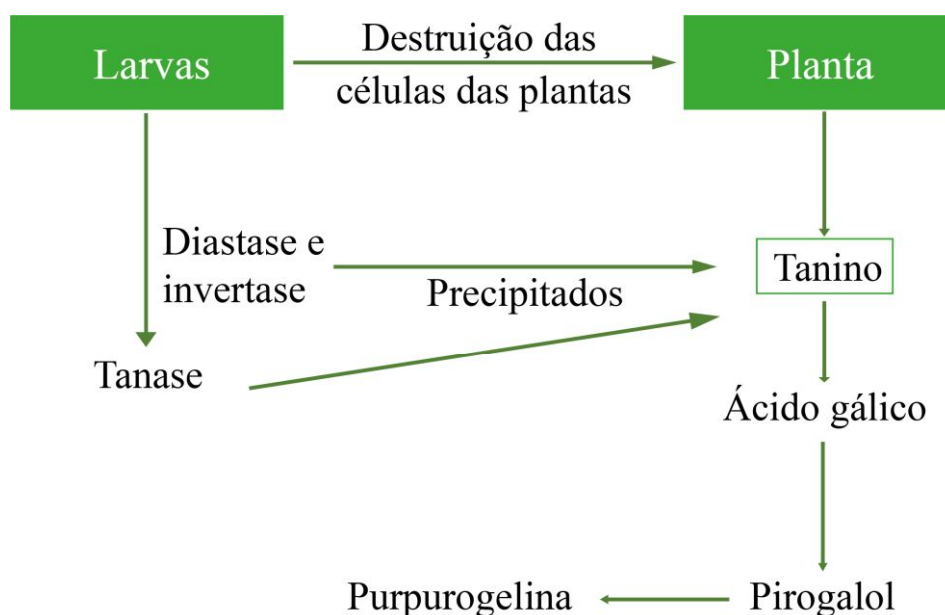 Larvas
Destruição das
células das plantas
Planta
Diastase e
invertase
Precipitados
Tanino
Tanase
Ácido gálico
Purpurogelina
Pirogalol